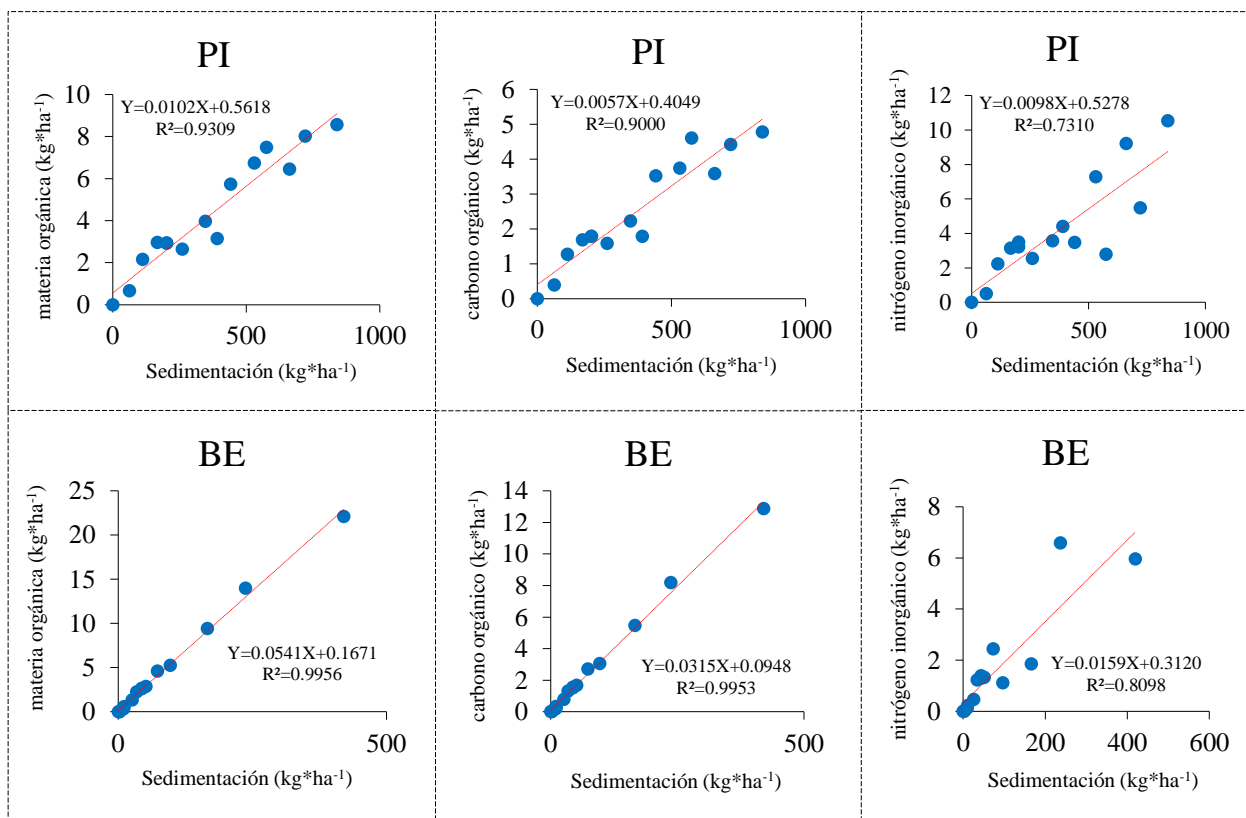 PI
Y=0.0102X+0.5618
R²=0.9309
materia orgánica (kg*ha⁻¹)
10
8
6
4
2
0
0 500 1000
Sedimentación (kg*ha⁻¹)
PI
Y=0.0057X+0.4049
R²=0.9000
carbono orgánico (kg*ha⁻¹)
6
5
4
3
2
1
0
0 500 1000
Sedimentación (kg*ha⁻¹)
PI
Y=0.0098X+0.5278
R²=0.7310
nitrógeno inorgánico (kg*ha⁻¹)
12
10
8
6
4
2
0
0 500 1000
Sedimentación (kg*ha⁻¹)
BE
materia orgánica (kg*ha⁻¹)
25
20
15
10
5
0
Y=0.0541X+0.1671
R²=0.9956
0 500
Sedimentación (kg*ha⁻¹)
BE
carbono orgánico (kg*ha⁻¹)
14
12
10
8
6
4
2
0
Y=0.0315X+0.0948
R²=0.9953
0 500
Sedimentación (kg*ha⁻¹)
BE
nitrógeno inorgánico (kg*ha⁻¹)
8
6
4
2
0
Y=0.0159X+0.3120
R²=0.8098
0 200 400 600
Sedimentación (kg*ha⁻¹)